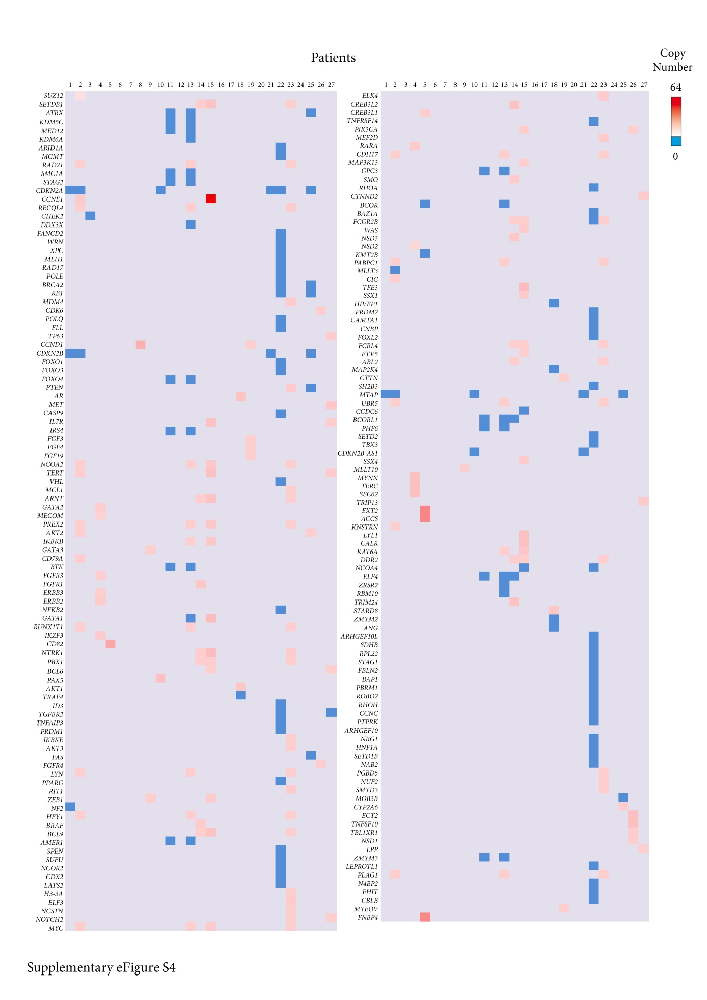 Patients
Copy
Number
64
0
1 2 3 4 5 6 7 8 9 10 11 12 13 14 15 16 17 18 19 20 21 22 23 24 25 26 27
SUZ12
SETDB1
ATRX
KDM5C
MED12
KDM6A
ARID1A
MGMT
RAD21
SMC1A
STAG2
CDKN2A
CCNE1
RECQL4
CHEK2
DDX3X
FANCD2
WRN
XPC
MLH1
RAD17
POLE
BRCA2
RB1
MDM4
CDK6
POLQ
ELL
TP63
CCND1
CDKN2B
FOXO1
FOXO3
FOXO4
PTEN
AR
MET
CASP9
IL7R
IRS4
FGF3
FGF4
FGF19
NCOA2
TERT
VHL
MCL1
ARNT
GATA2
MECOM
PREX2
AKT2
IKBKB
GATA3
CD79A
BTK
FGFR3
FGFR1
ERBB3
ERBB2
NFKB2
GATA1
RUNX1T1
IKZF3
CD82
NTRK1
PBX1
BCL6
PAX5
AKT1
TRAF4
ID3
TGFBR2
TNFAIP3
PRDM1
IKBKE
AKT3
FAS
FGFR4
LYN
PPARG
RIT1
ZEB1
NF2
HEY1
BRAF
BCL9
AMER1
SPEN
SUFU
NCOR2
CDX2
LATS2
H3-3A
ELF3
NCSTN
NOTCH2
MYC
1 2 3 4 5 6 7 8 9 10 11 12 13 14 15 16 17 18 19 20 21 22 23 24 25 26 27
ELK4
CREB3L2
CREB3L1
TNFRSF14
PIK3CA
MEF2D
RARA
CDH17
MAP3K13
GPC3
SMO
RHOA
CTNND2
BCOR
BAZ1A
FCGR2B
WAS
NSD3
NSD2
KMT2B
PABPC1
MLLT3
CIC
TFE3
SSX1
HIVEP1
PRDM2
CAMTA1
CNBP
FOXL2
FCRL4
ETV5
ABL2
MAP2K4
CTTN
SH2B3
MTAP
UBR5
CCDC6
BCORL1
PHF6
SETD2
TBX3
CDKN2B-AS1
SSX4
MLLT10
MYNN
TERC
SEC62
TRIP13
EXT2
ACCS
KNSTRN
LYL1
CALR
KAT6A
DDR2
NCOA4
ELF4
ZRSR2
RBM10
TRIM24
STARD8
ZMYM2
ANG
ARHGEF10L
SDHB
RPL22
STAG1
FBLN2
BAP1
PBRM1
ROBO2
RHOH
CCNC
PTPRK
ARHGEF10
NRG1
HNF1A
SETD1B
NAB2
PGBD5
NUF2
SMYD3
MOB3B
CYP2A6
ECT2
TNFSF10
TBL1XR1
NSD1
LPP
ZMYM3
LEPROTL1
PLAG1
N4BP2
FHIT
CBLB
MYEOV
FNBP4
Supplementary eFigure S4